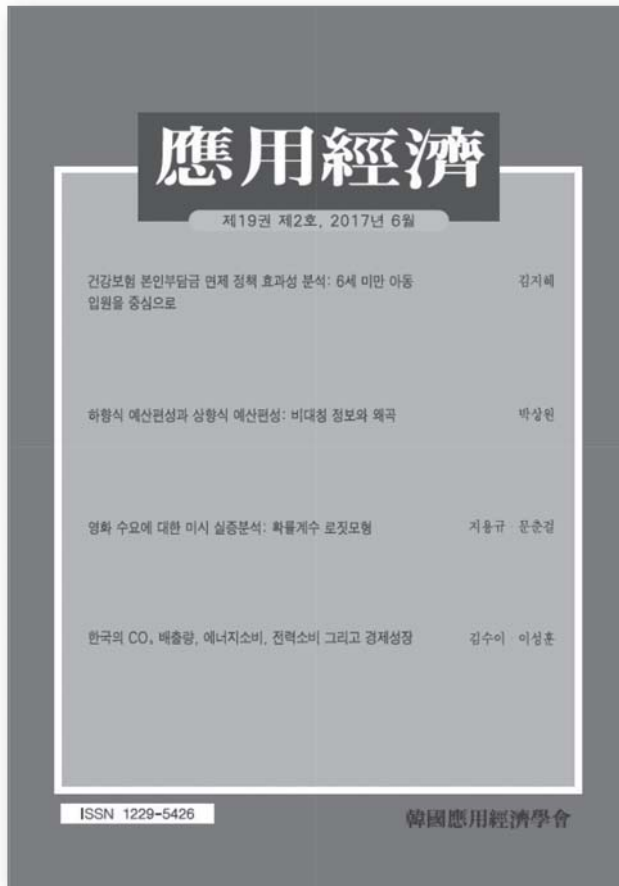 應用經濟
제19권 제2호, 2017년 6월
건강보험 본인부담금 면제 정책 효과성 분석: 6세 미만 아동 김지혜
입원을 중심으로
하향식 예산편성과 상향식 예산편성: 비대칭 정보와 왜곡 박상원
영화 수요에 대한 미시 실증분석: 확률계수 로짓모형 지용규 문춘걸
한국의 CO₂ 배출량, 에너지소비, 전력소비 그리고 경제성장 김수이 이성훈
ISSN 1229-5426
韓國應用經濟學會